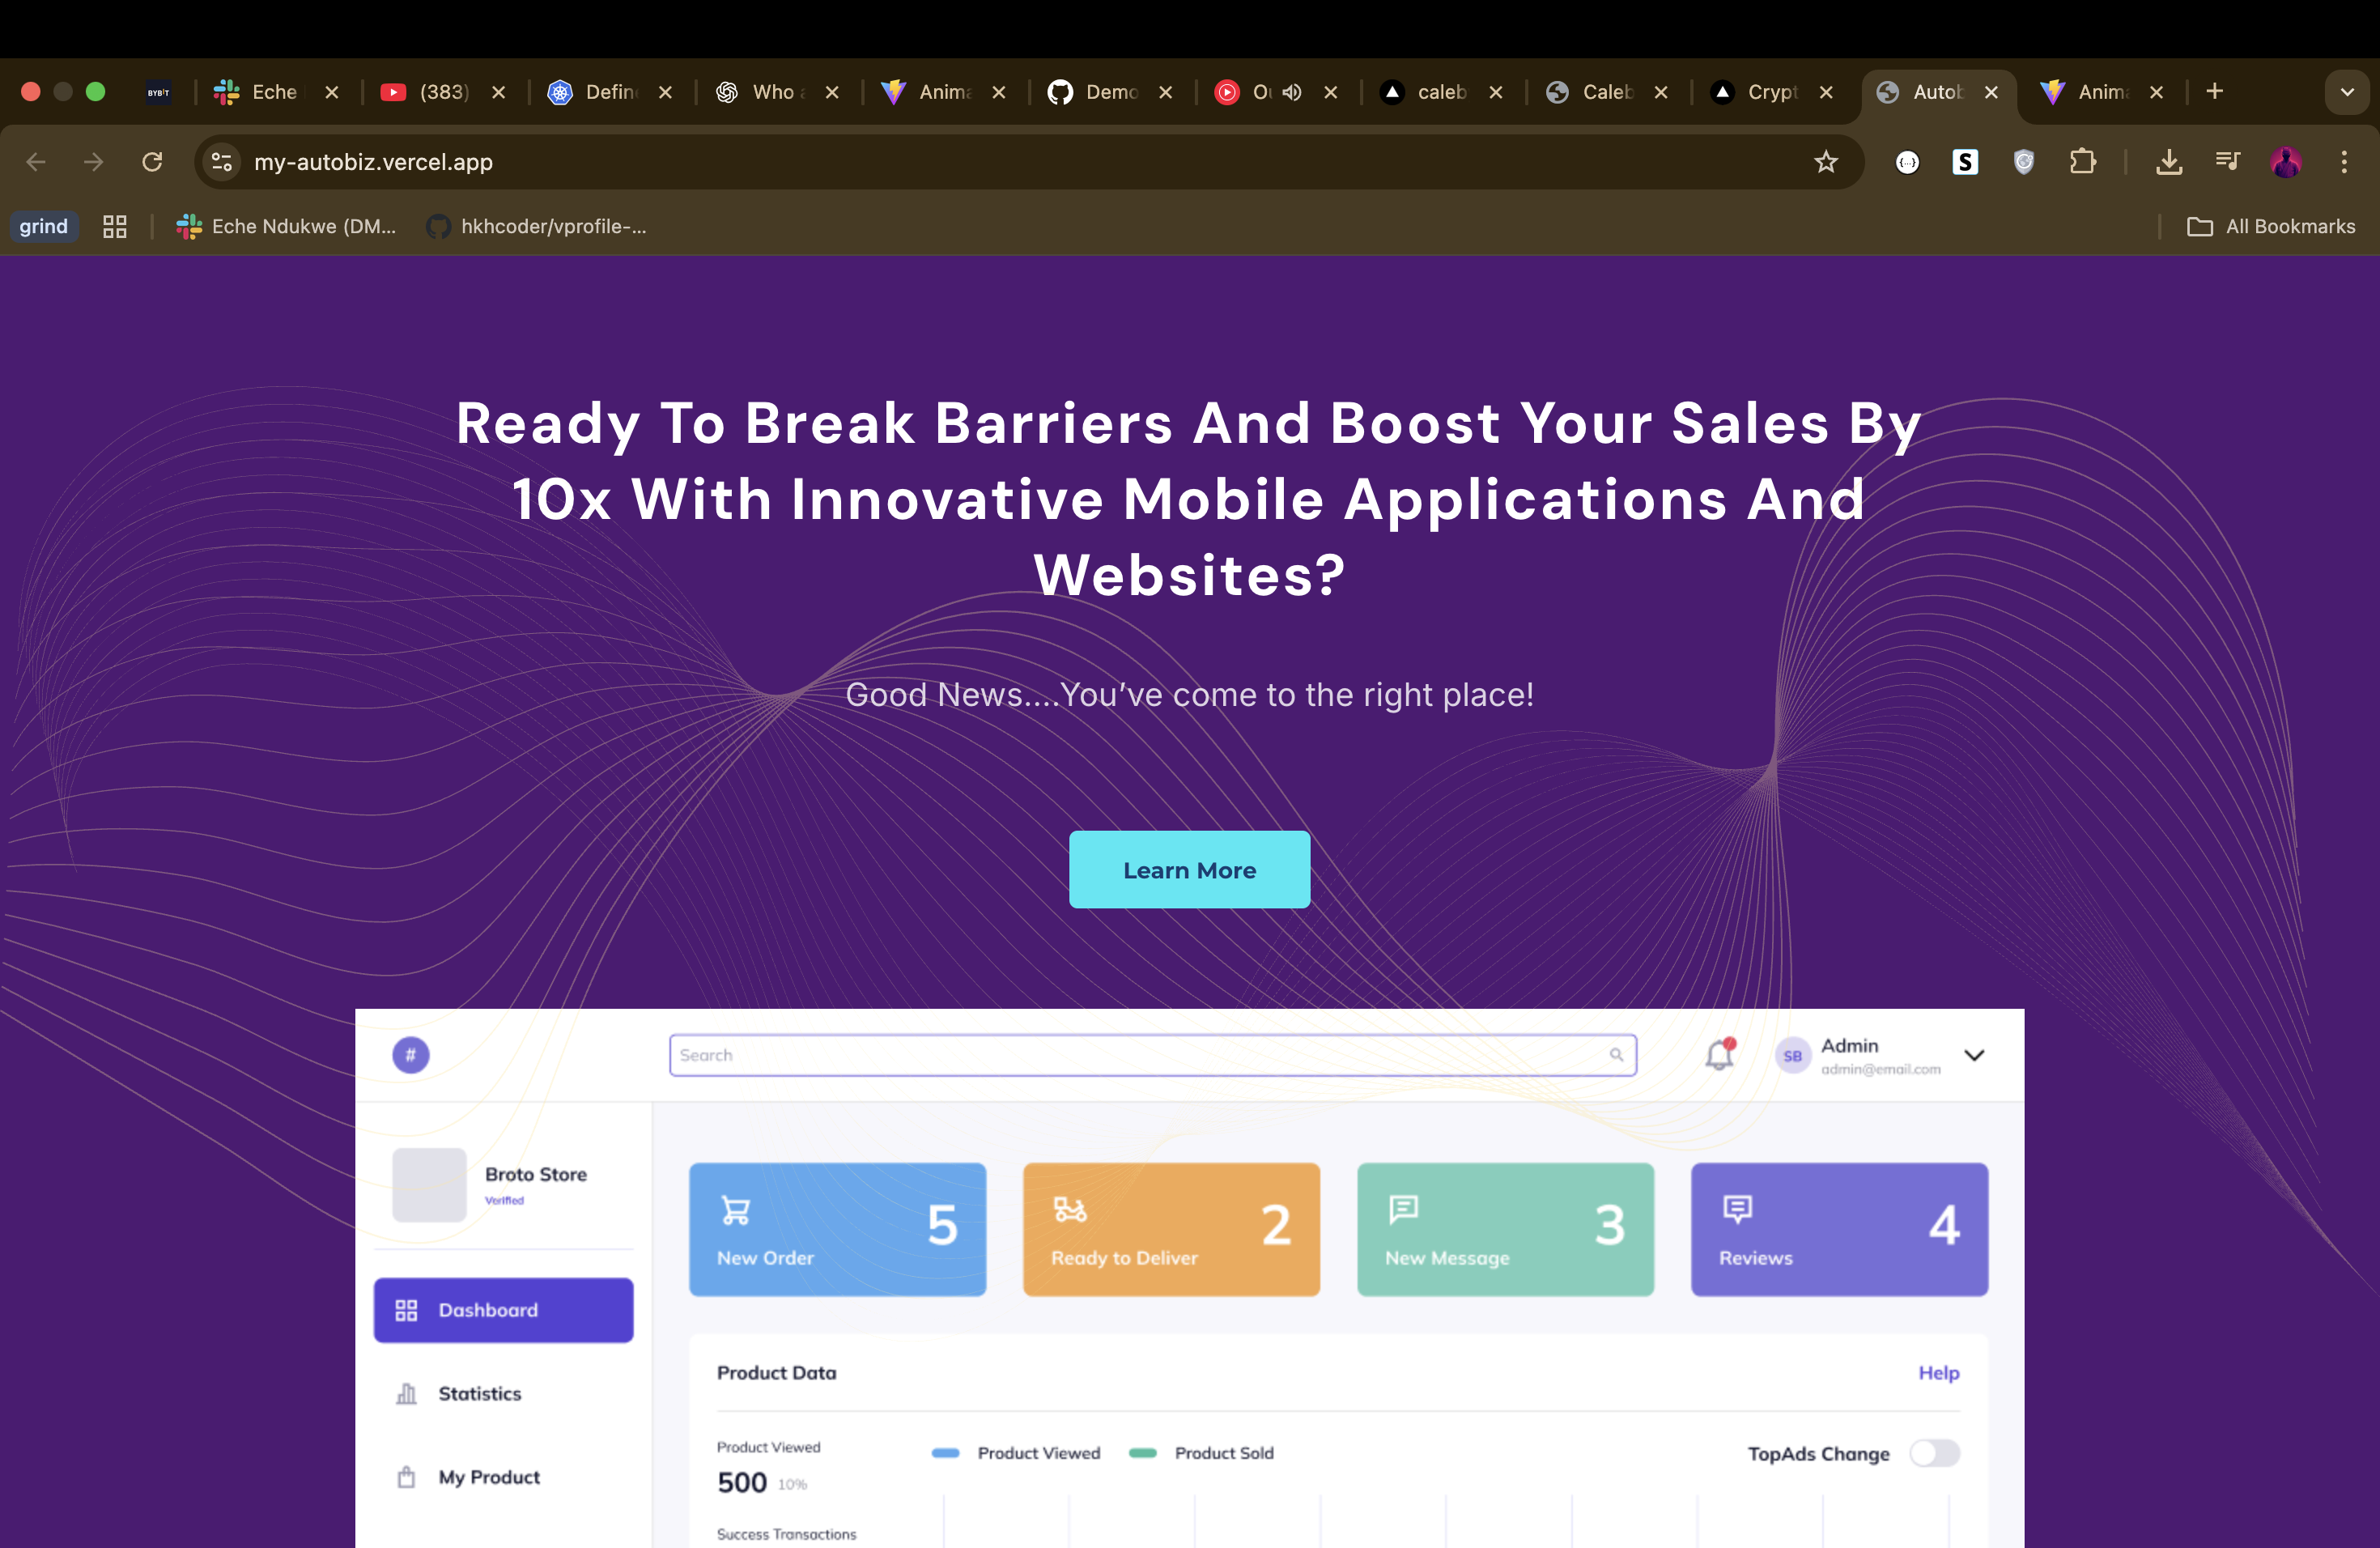 BYBIT
Eche
(383)
Define
Who a
Anima
Demo
Ou
caleb
Caleb
Crypt
Autob
Anima
my-autobiz.vercel.app
S
grind
Eche Ndukwe (DM...
hkhcoder/vprofile-...
All Bookmarks
Ready To Break Barriers And Boost Your Sales By
10x With Innovative Mobile Applications And
Websites?
Good News....You’ve come to the right place!
Learn More
#
Search
SB
Admin
admin@email.com
Broto Store
Verified
5
New Order
2
Ready to Deliver
3
New Message
4
Reviews
Dashboard
Statistics
My Product
Product Data
Help
Product Viewed
500 10%
Success Transactions
Product Viewed
Product Sold
TopAds Change